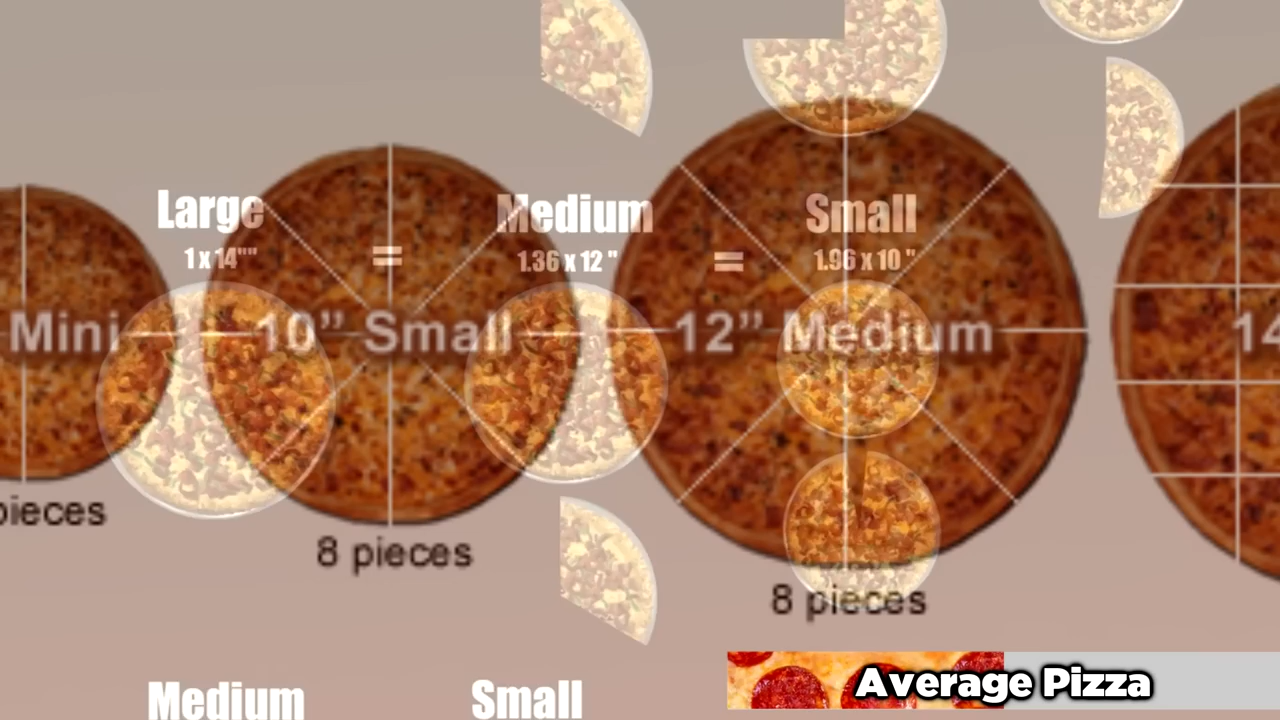 Large
Medium
Small
1 x 14""
=
1.36 x 12 "
=
1.96 x 10 "
Mini
10” Small
12” Medium
14
pieces
8 pieces
8 pieces
Medium
Small
Average Pizza